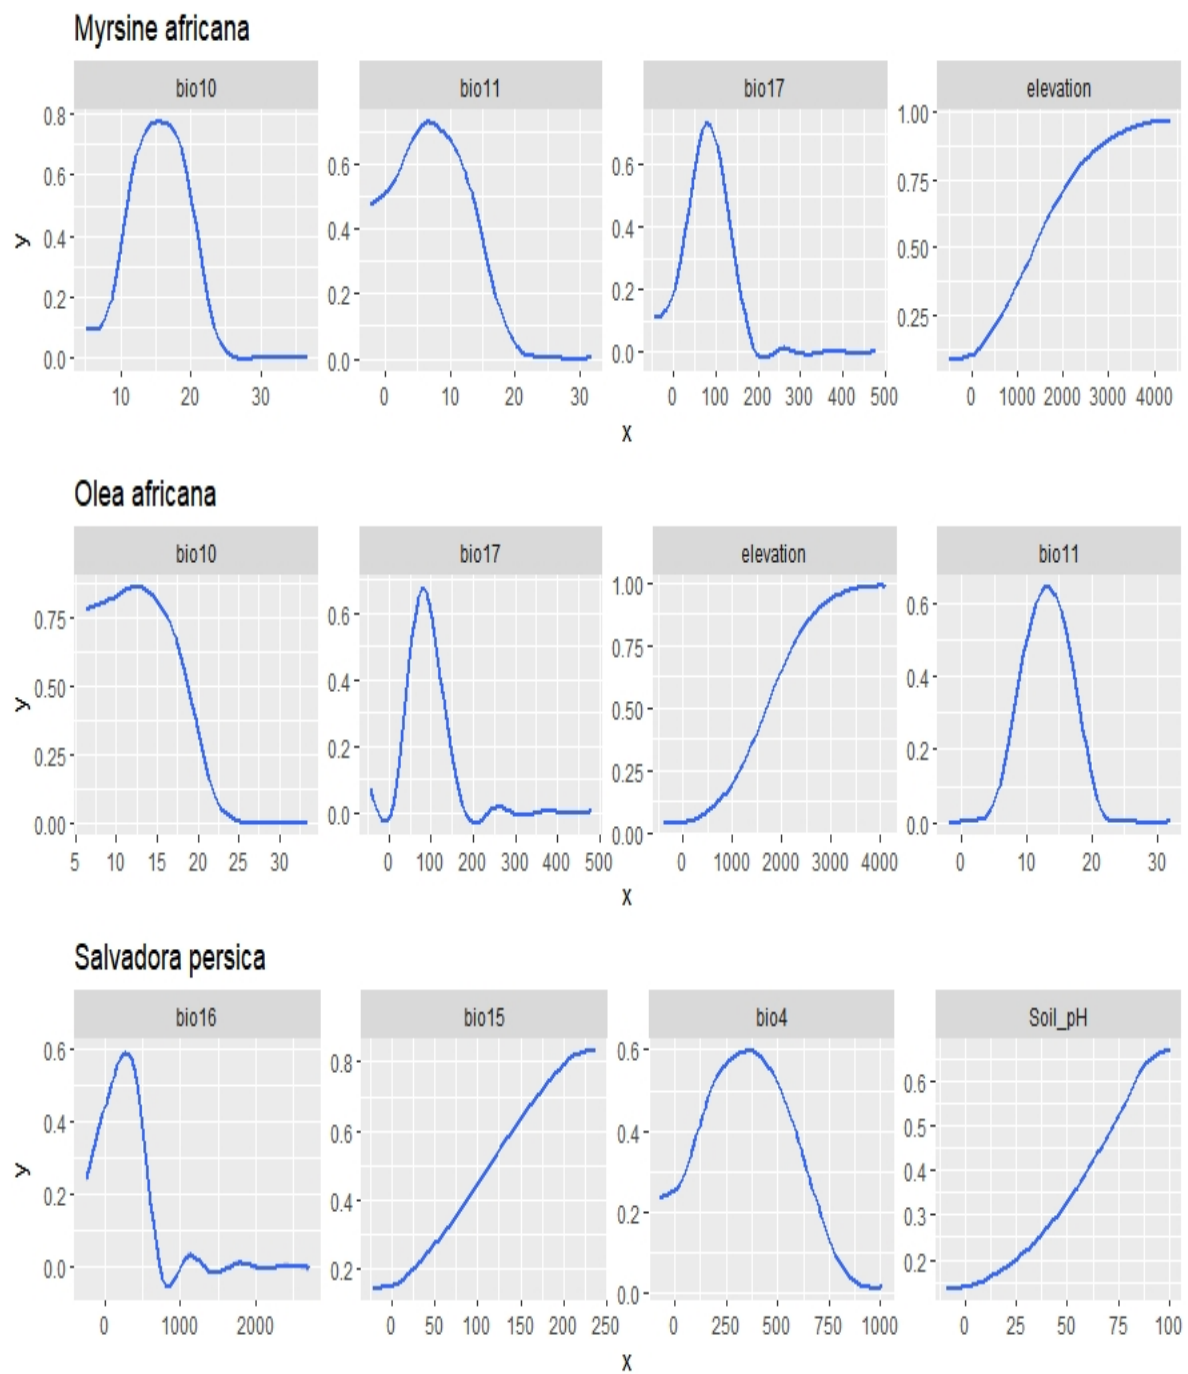 Myrsine africana
bio10 bio11 bio17 elevation
0.8 0.6 0.4 0.2 0.0
0.6 0.4 0.2 0.0
0.6 0.4 0.2 0.0
1.00 0.75 0.50 0.25
y
10 20 30 0 10 20 30 0 100 200 300 400 500 0 1000 2000 3000 4000
x
Olea africana
bio10 bio17 elevation bio11
0.75 0.50 0.25 0.00
0.6 0.4 0.2 0.0
1.00 0.75 0.50 0.25 0.00
0.6 0.4 0.2 0.0
y
5 10 15 20 25 30 0 100 200 300 400 500 0 1000 2000 3000 4000 0 10 20 30
x
Salvadora persica
bio16 bio15 bio4 Soil_pH
0.6 0.4 0.2 0.0
0.8 0.6 0.4 0.2
0.6 0.4 0.2 0.0
0.6 0.5 0.4 0.3 0.2
y
0 1000 2000 0 50 100 150 200 250 0 250 500 750 1000 0 25 50 75 100
x